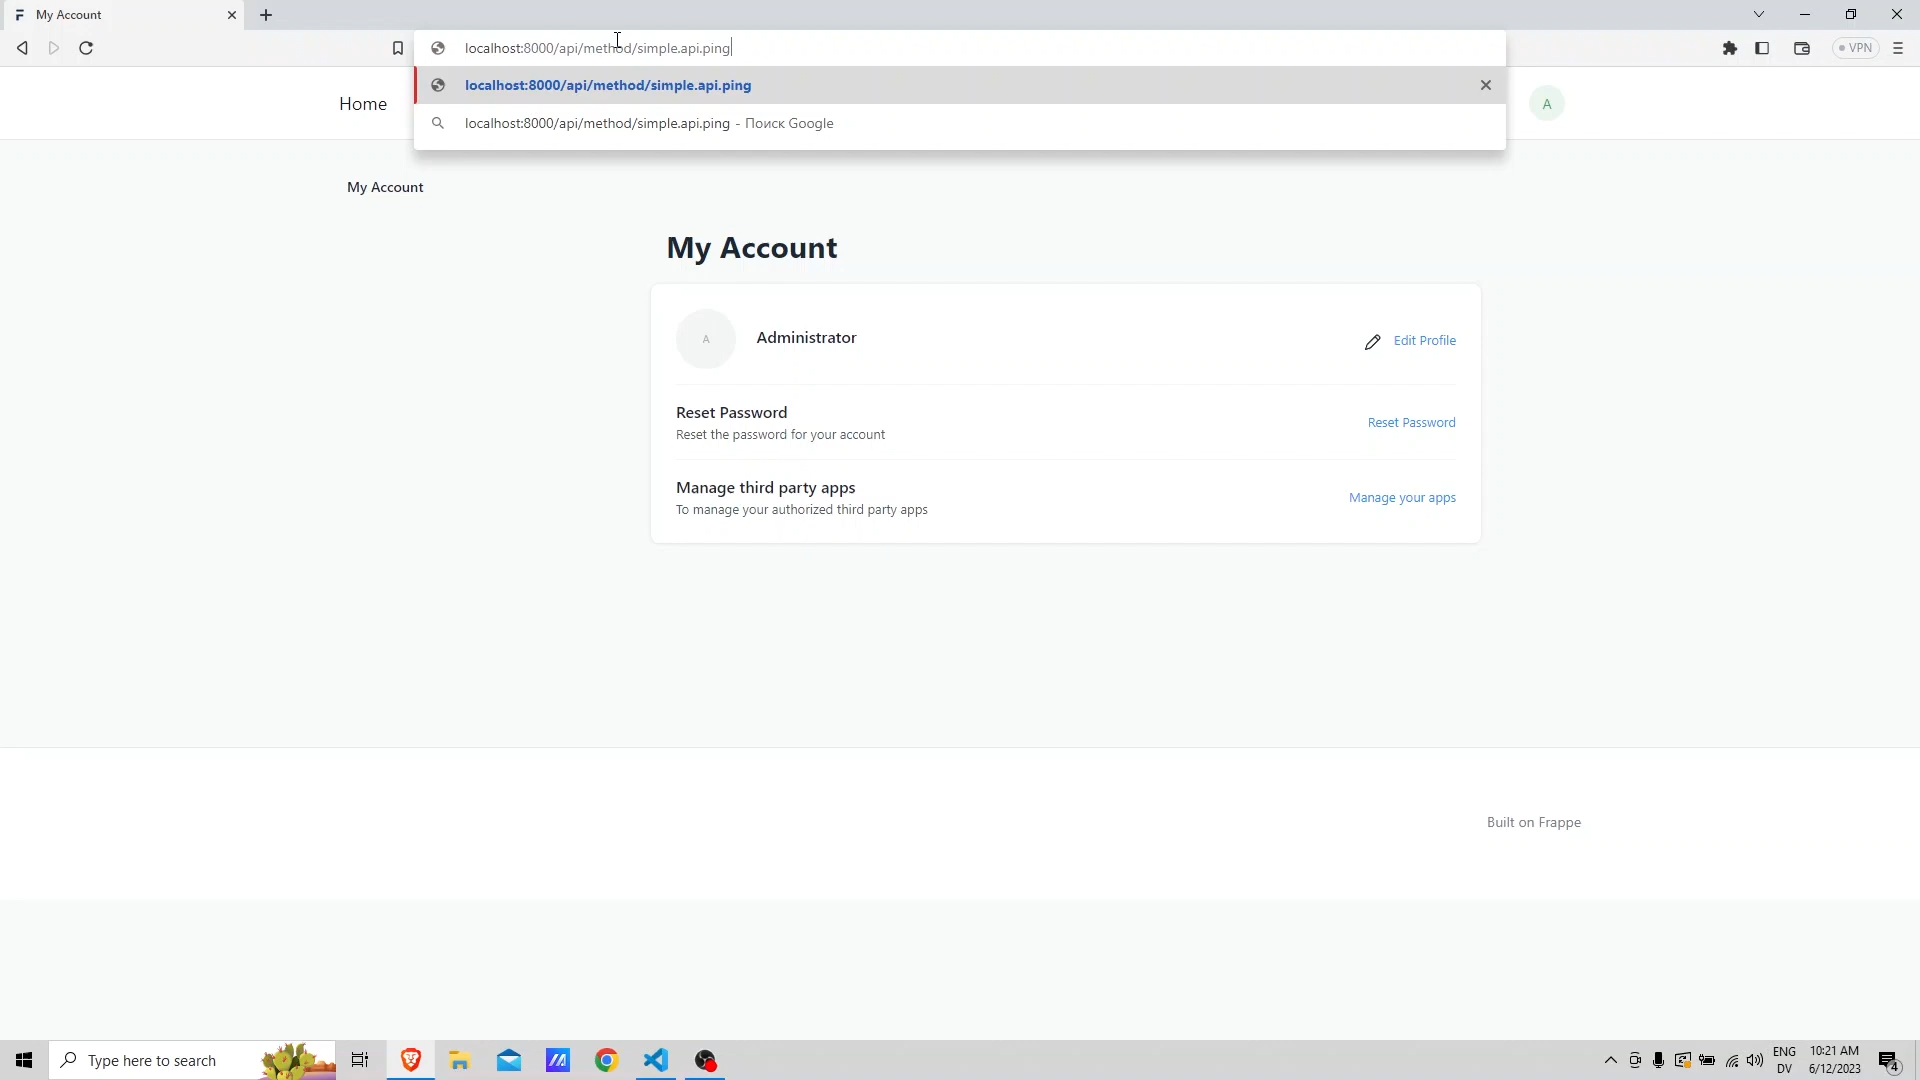 My Account
localhost:8000/api/method/simple.api.ping
VPN
localhost:8000/api/method/simple.api.ping
localhost:8000/api/method/simple.api.ping - Поиск Google
Home
A
My Account
My Account
A
Administrator
Edit Profile
Reset Password
Reset the password for your account
Reset Password
Manage third party apps
To manage your authorized third party apps
Manage your apps
Built on Frappe
Type here to search
ENG
DV
10:21 AM
6/12/2023
4